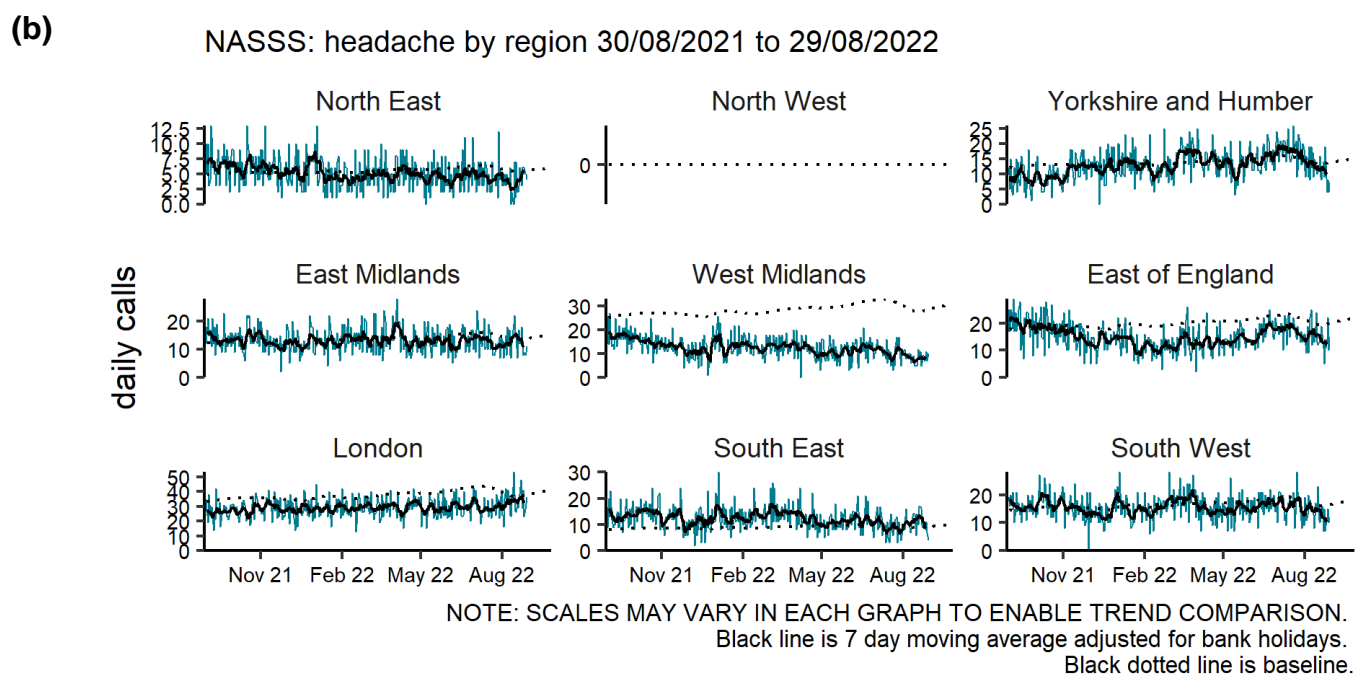 (b)
NASSS: headache by region 30/08/2021 to 29/08/2022
North East
North West
Yorkshire and Humber
12.5
10.0
7.5
5.0
2.5
0.0
0
25
20
15
10
5
0
daily calls
East Midlands
West Midlands
East of England
20
10
0
30
20
10
0
20
10
0
London
South East
South West
50
40
30
20
10
0
30
20
10
0
20
10
0
Nov 21 Feb 22 May 22 Aug 22
Nov 21 Feb 22 May 22 Aug 22
Nov 21 Feb 22 May 22 Aug 22
NOTE: SCALES MAY VARY IN EACH GRAPH TO ENABLE TREND COMPARISON.
Black line is 7 day moving average adjusted for bank holidays.
Black dotted line is baseline.